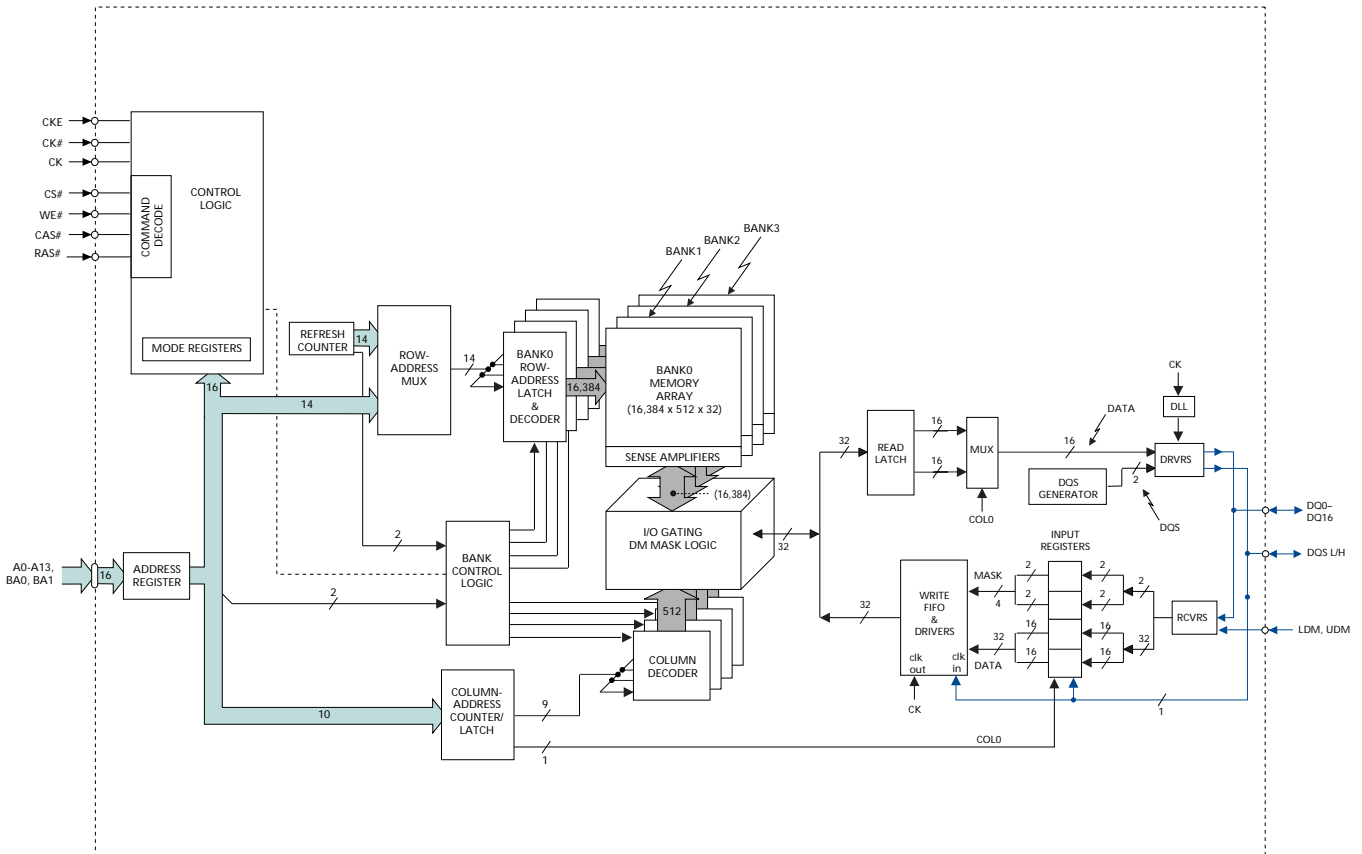 BANK3
BANK2
BANK1
CKE
CK#
CK
CS#
WE#
CAS#
RAS#
COMMAND
DECODE
CONTROL
LOGIC
MODE REGISTERS
16
REFRESH
COUNTER
14
14
ROW-
ADDRESS
MUX
14
BANK0
ROW-
ADDRESS
LATCH
&
DECODER
16,384
BANK0
MEMORY
ARRAY
(16,384 x 512 x 32)
SENSE AMPLIFIERS
(16,384)
I/O GATING
DM MASK LOGIC
32
32
READ
LATCH
16
16
MUX
COL0
16
DATA
CK
DLL
DRVRS
DQS
GENERATOR
2
DQS
DQ0–
DQ16
DQS L/H
LDM, UDM
A0-A13,
BA0, BA1
16
ADDRESS
REGISTER
2
2
BANK
CONTROL
LOGIC
512
COLUMN
DECODER
10
COLUMN-
ADDRESS
COUNTER/
LATCH
9
1
COL0
32
WRITE
FIFO
&
DRIVERS
clk
out
clk
in
CK
MASK
4
32
DATA
INPUT
REGISTERS
2
2
16
16
2
2
16
16
2
32
RCVRS
1